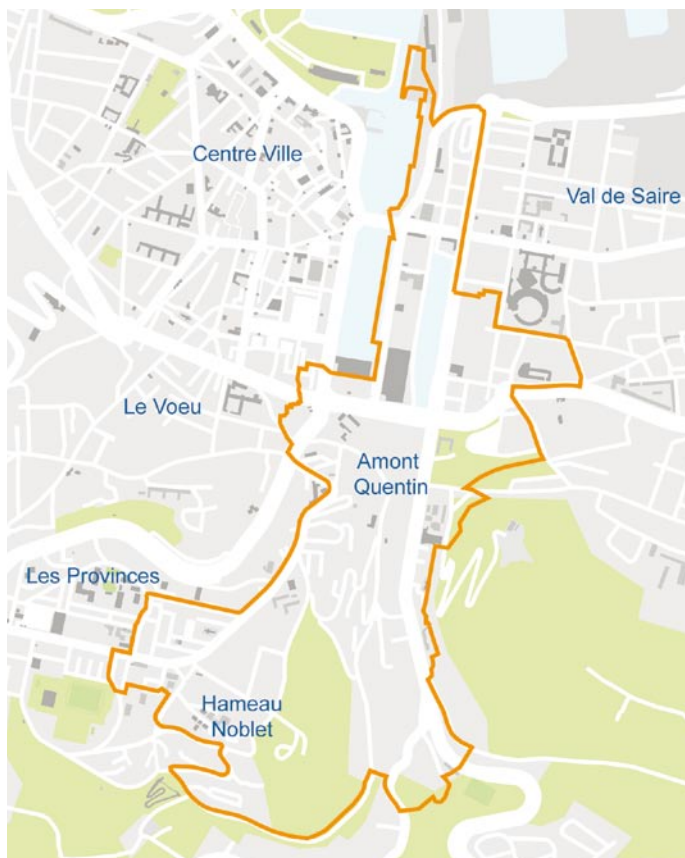 Centre Ville
Val de Saire
Le Voeu
Amont
Quentin
Les Provinces
Hameau
Noblet